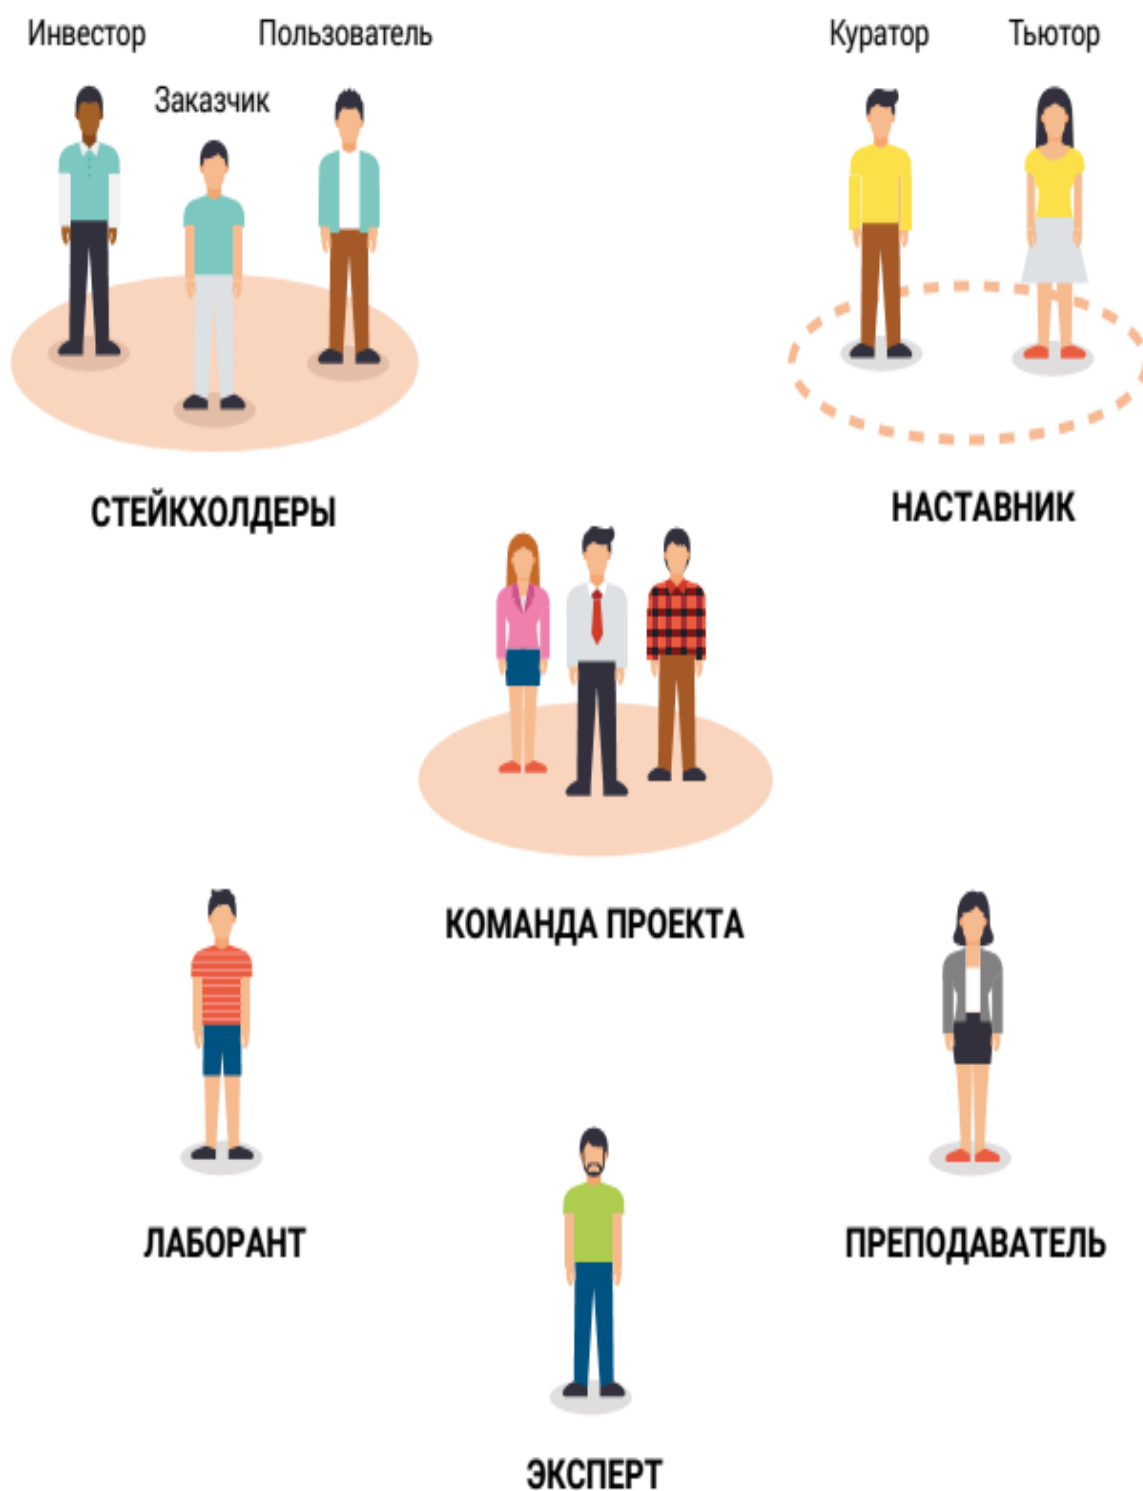 Инвестор
Пользователь
Заказчик
Куратор
Тьютор
СТЕЙКХОЛДЕРЫ
НАСТАВНИК
КОМАНДА ПРОЕКТА
ЛАБОРАНТ
ПРЕПОДАВАТЕЛЬ
ЭКСПЕРТ